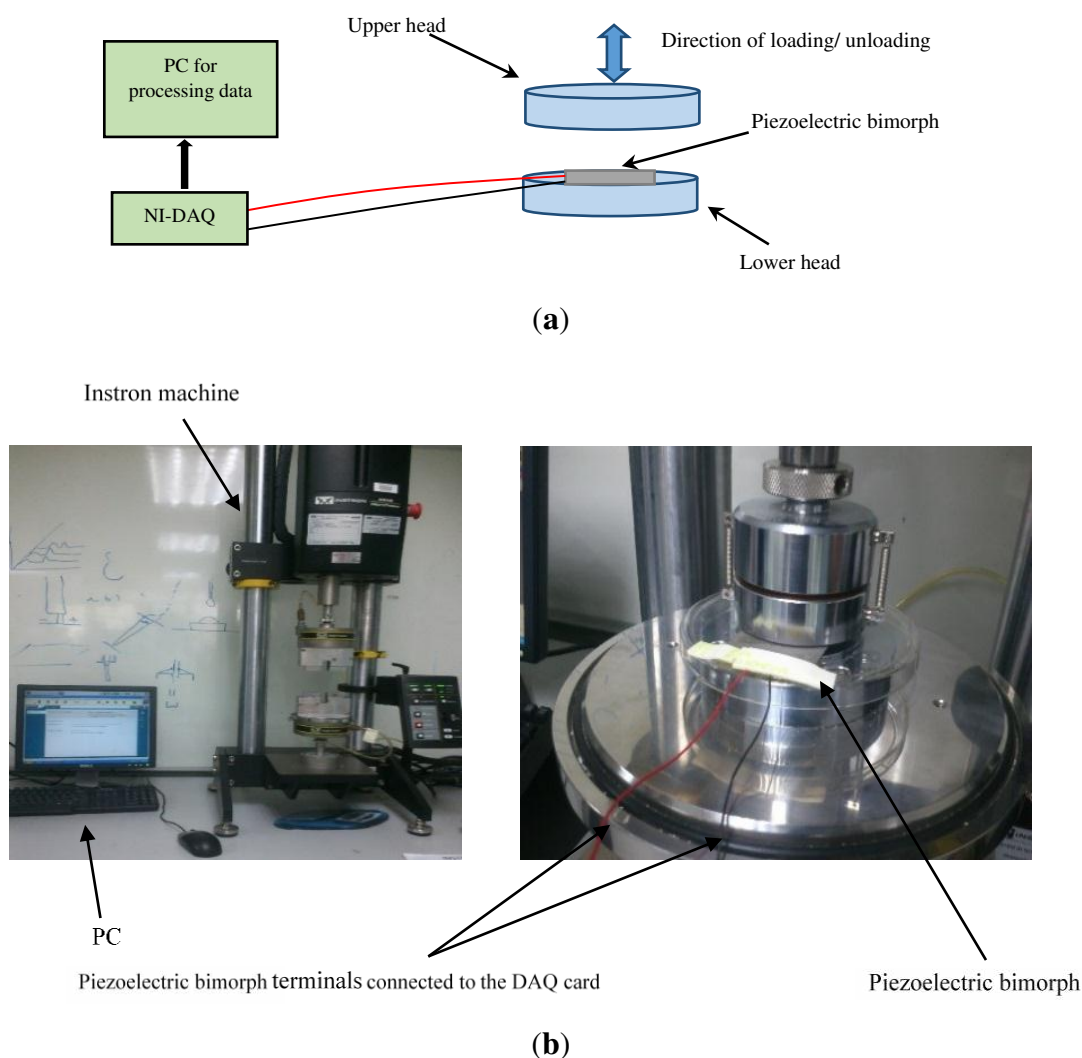 Upper head
Direction of loading/ unloading
PC for
processing data
Piezoelectric bimorph
NI-DAQ
Lower head
(a)
Instron machine
PC
Piezoelectric bimorph terminals connected to the DAQ card
Piezoelectric bimorph
(b)